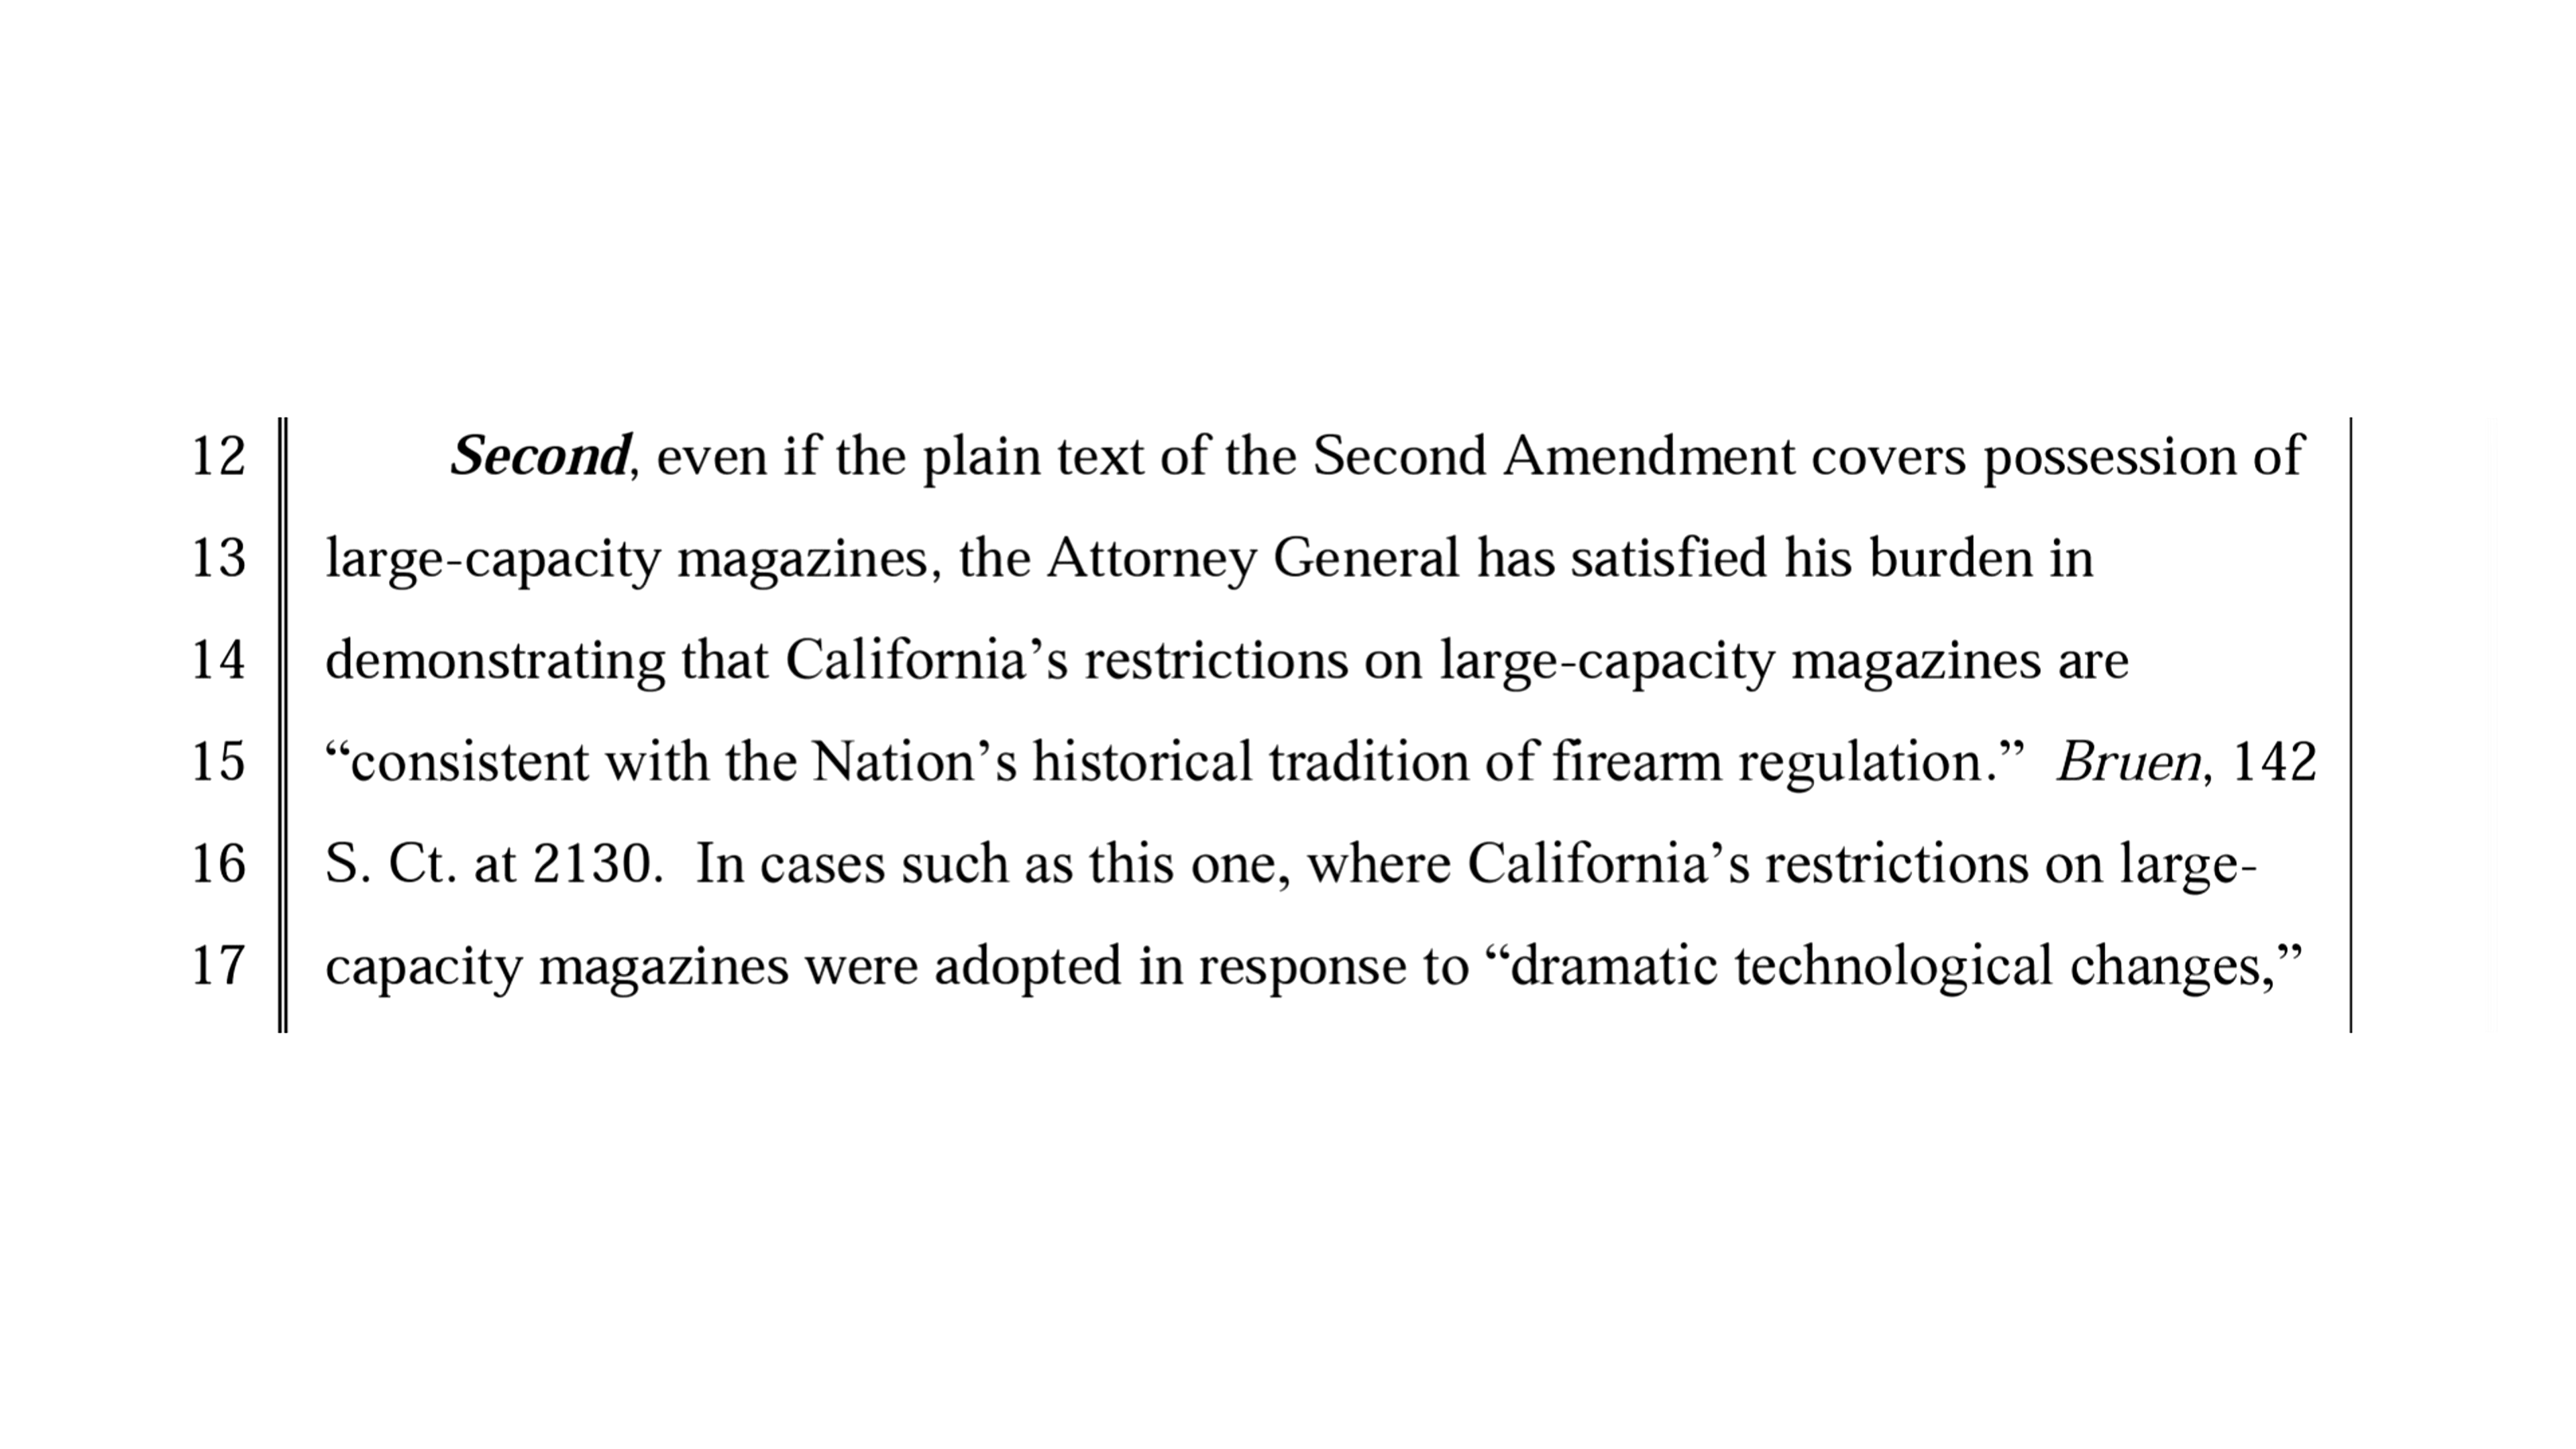 12 Second, even if the plain text of the Second Amendment covers possession of
13 large-capacity magazines, the Attorney General has satisfied his burden in
14 demonstrating that California’s restrictions on large-capacity magazines are
15 “consistent with the Nation’s historical tradition of firearm regulation.”  Bruen, 142
16 S. Ct. at 2130.  In cases such as this one, where California’s restrictions on large-
17 capacity magazines were adopted in response to “dramatic technological changes,”